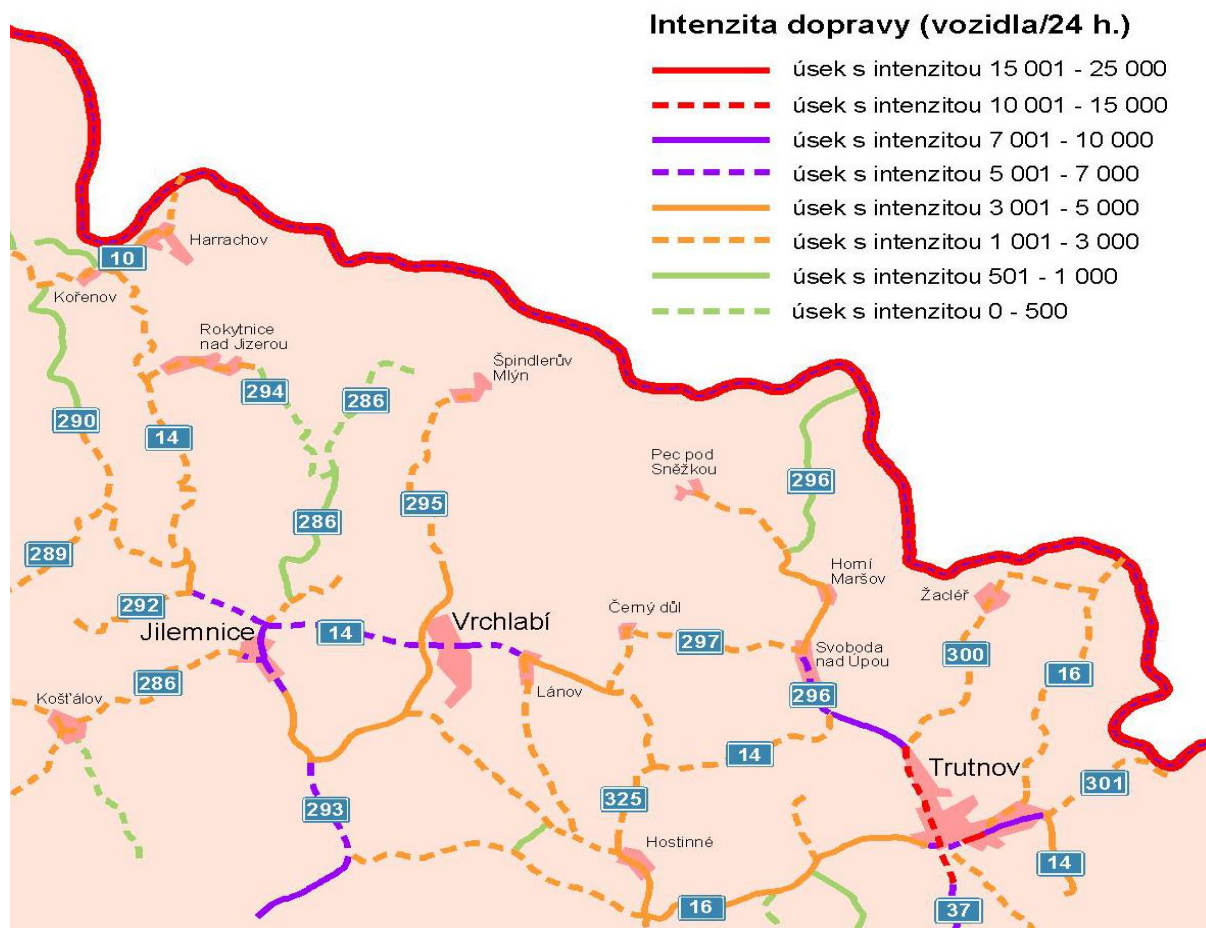 Intenzita dopravy (vozidla/24 h.)
úsek s intenzitou 15 001 - 25 000
úsek s intenzitou 10 001 - 15 000
úsek s intenzitou 7 001 - 10 000
úsek s intenzitou 5 001 - 7 000
úsek s intenzitou 3 001 - 5 000
úsek s intenzitou 1 001 - 3 000
úsek s intenzitou 501 - 1 000
úsek s intenzitou 0 - 500
Harrachov
10
Kořenov
Rokytnice
nad Jizerou
Špindlerův
Mlýn
294
286
290
14
Pec pod
Sněžkou
296
295
286
289
Horní
Maršov
Žacléř
292
Černý důl
Vrchlabí
14
Jilemnice
297
Svoboda
nad Úpou
300
16
286
Lánov
296
Košťálov
14
Trutnov
301
293
325
Hostinné
14
16
37